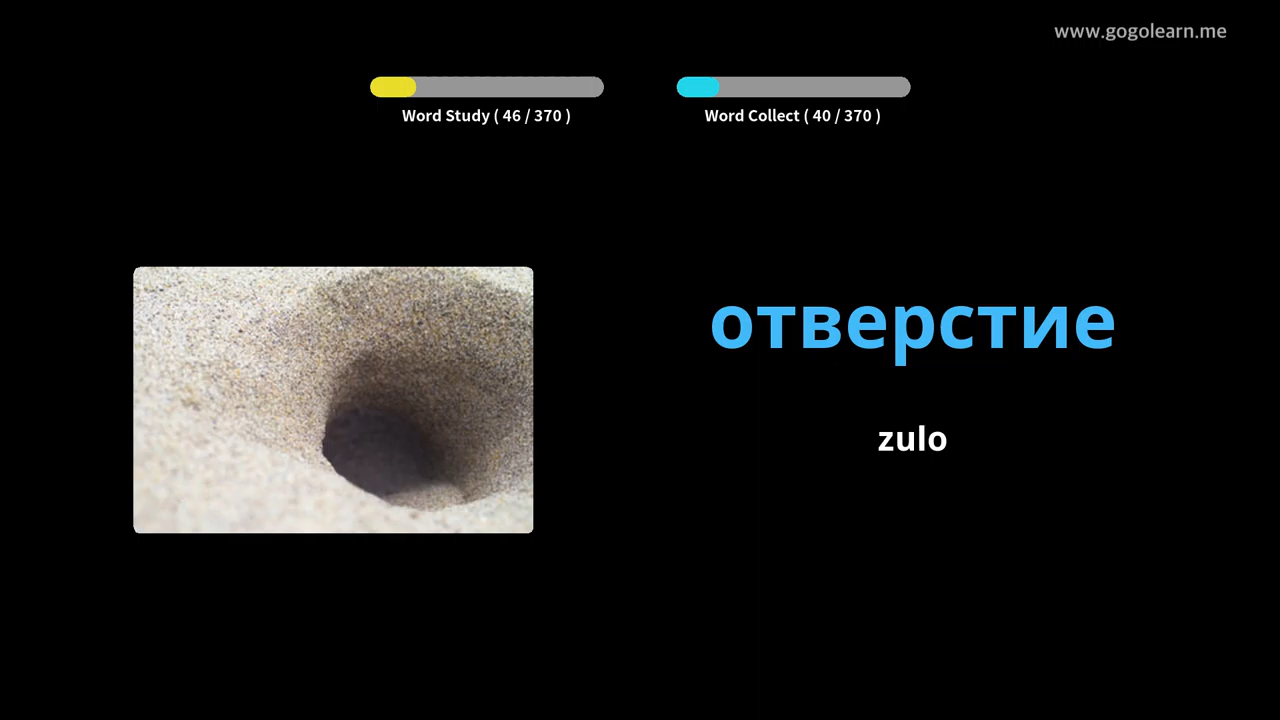 www.gogolearn.me
Word Study ( 46 / 370 )
Word Collect ( 40 / 370 )
отверстие
zulo